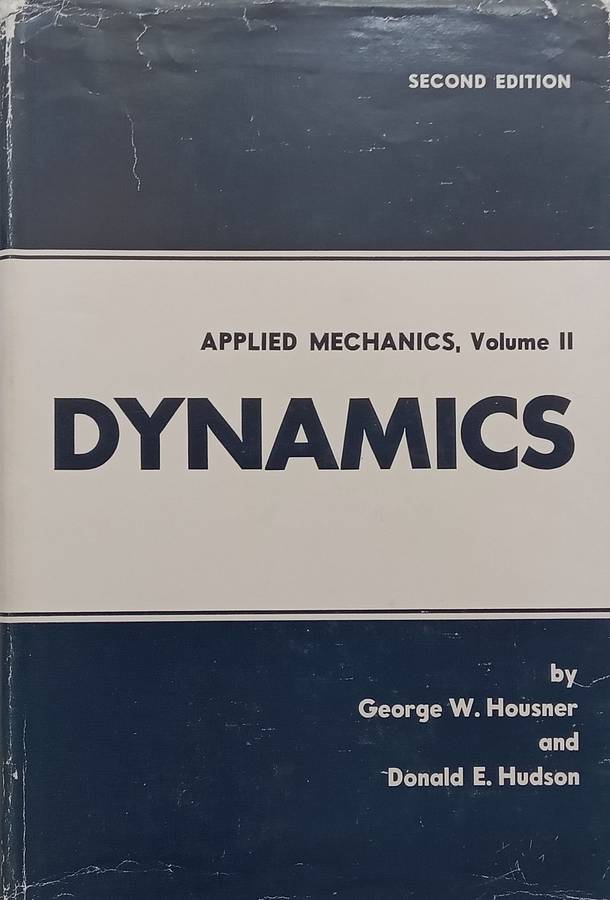 SECOND EDITION
APPLIED MECHANICS, Volume II
DYNAMICS
by
George W. Housner
and
Donald E. Hudson